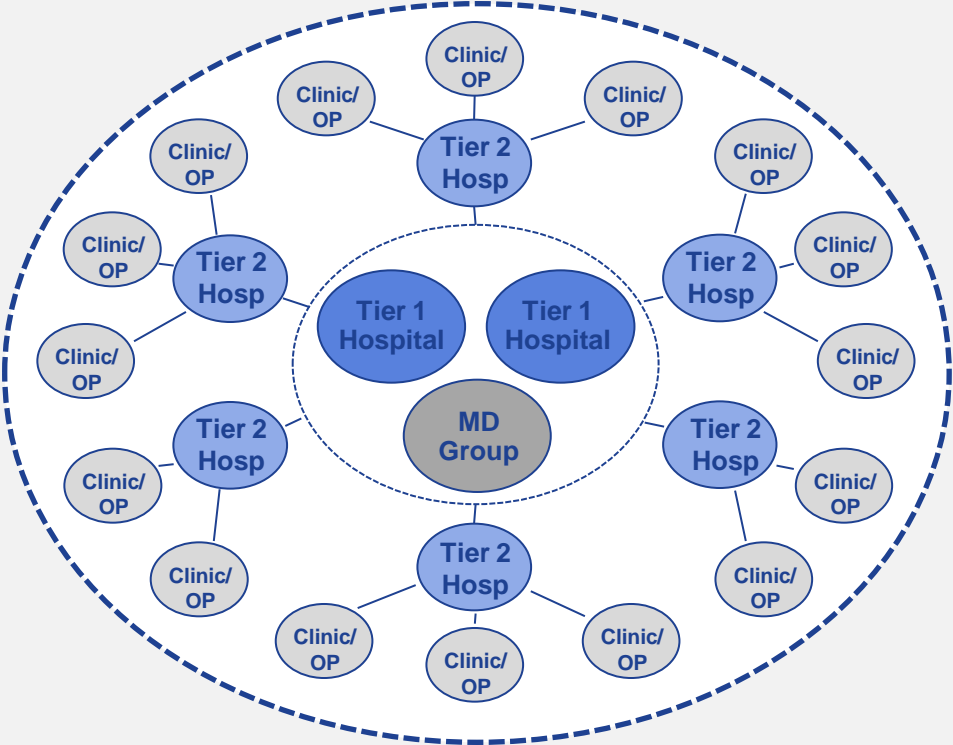 Clinic/
OP
Clinic/
OP
Clinic/
OP
Tier 2
Hosp
Clinic/
OP
Clinic/
OP
Clinic/
OP
Tier 2
Hosp
Clinic/
OP
Tier 2
Hosp
Clinic/
OP
Clinic/
OP
Tier 1
Hospital
Tier 1
Hospital
Clinic/
OP
MD
Group
Tier 2
Hosp
Clinic/
OP
Clinic/
OP
Tier 2
Hosp
Clinic/
OP
Clinic/
OP
Tier 2
Hosp
Clinic/
OP
Clinic/
OP
Clinic/
OP